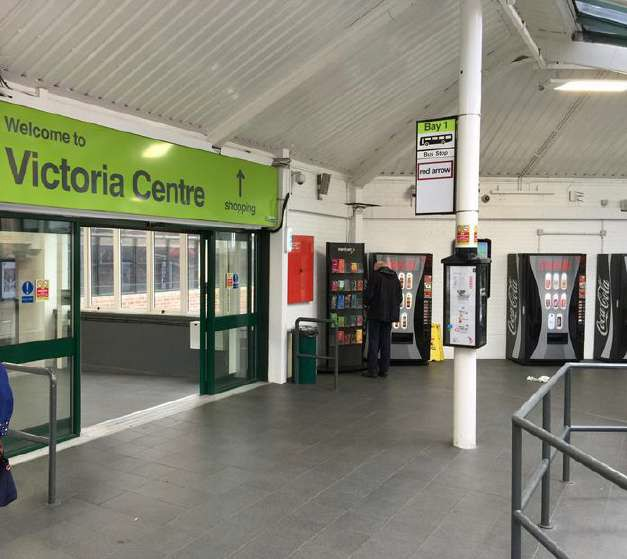 Welcome to
Victoria Centre
shopping
Bay 1
Bus Stop
red arrow
Coca-Cola
Coca-Cola